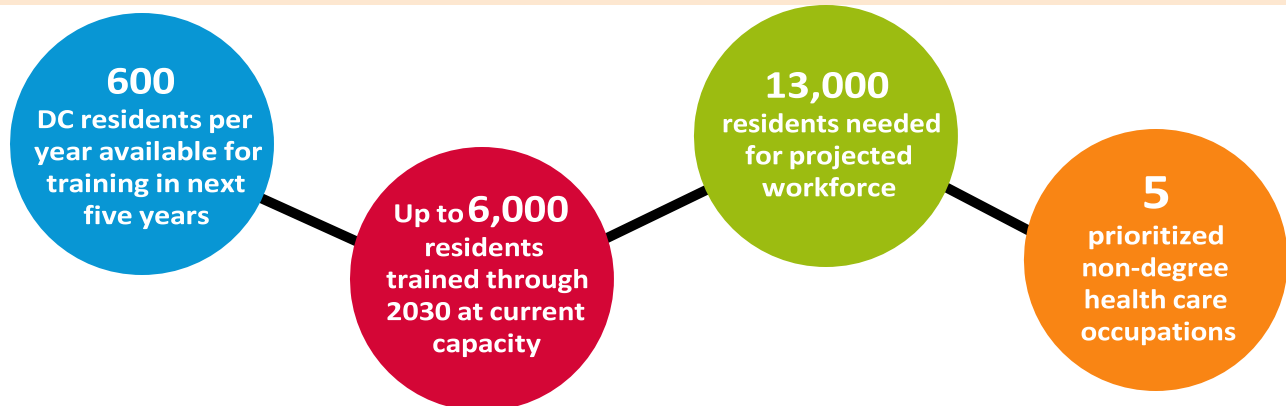 600
DC residents per
year available for
training in next
five years
Up to 6,000
residents
trained through
2030 at current
capacity
13,000
residents needed
for projected
workforce
5
prioritized
non-degree
health care
occupations